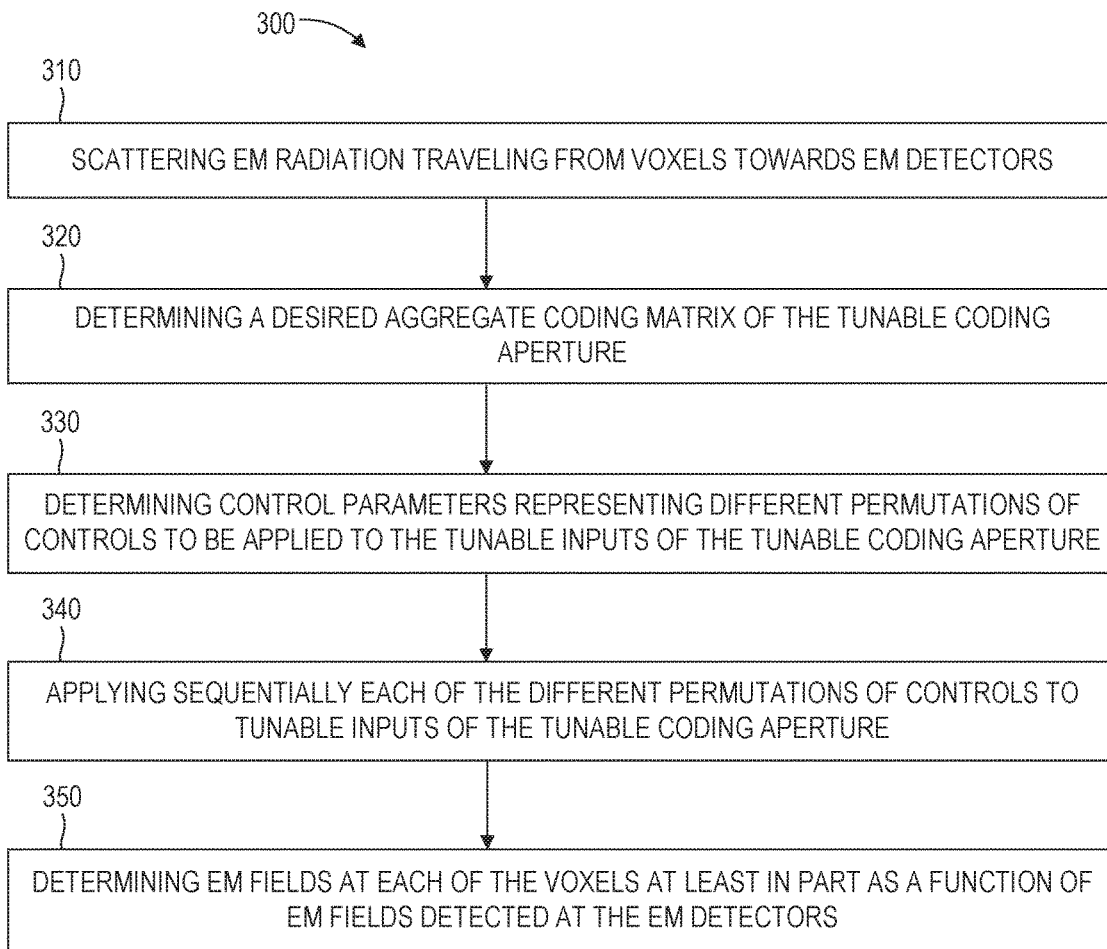 300
310
SCATTERING EM RADIATION TRAVELING FROM VOXELS TOWARDS EM DETECTORS
320
DETERMINING A DESIRED AGGREGATE CODING MATRIX OF THE TUNABLE CODING
APERTURE
330
DETERMINING CONTROL PARAMETERS REPRESENTING DIFFERENT PERMUTATIONS OF
CONTROLS TO BE APPLIED TO THE TUNABLE INPUTS OF THE TUNABLE CODING APERTURE
340
APPLYING SEQUENTIALLY EACH OF THE DIFFERENT PERMUTATIONS OF CONTROLS TO
TUNABLE INPUTS OF THE TUNABLE CODING APERTURE
350
DETERMINING EM FIELDS AT EACH OF THE VOXELS AT LEAST IN PART AS A FUNCTION OF
EM FIELDS DETECTED AT THE EM DETECTORS